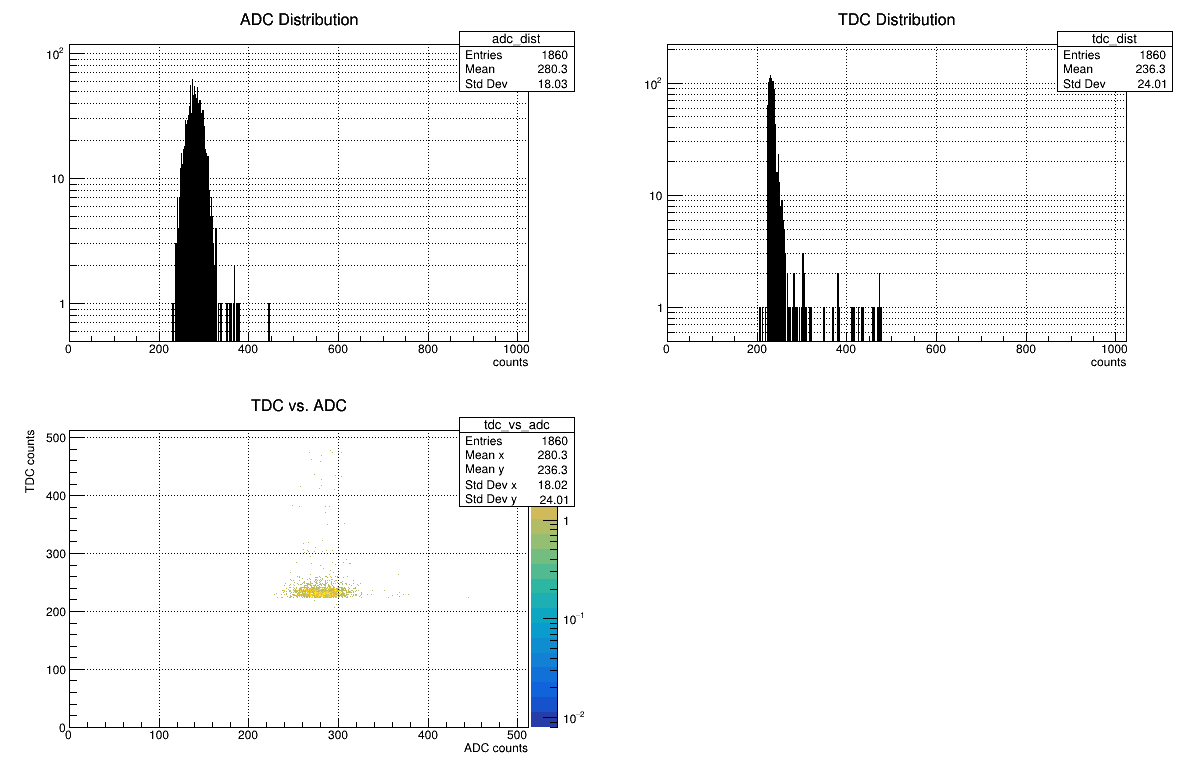 ADC Distribution
adc_dist
Entries 1860
Mean 280.3
Std Dev 18.03
10²
10
1
0 200 400 600 800 1000
counts
TDC Distribution
tdc_dist
Entries 1860
Mean 236.3
Std Dev 24.01
10²
10
1
0 200 400 600 800 1000
counts
TDC vs. ADC
tdc_vs_adc
Entries 1860
Mean x 280.3
Mean y 236.3
Std Dev x 18.02
Std Dev y 24.01
TDC counts
500
400
300
200
100
0
0 100 200 300 400 500
ADC counts
1
10⁻¹
10⁻²